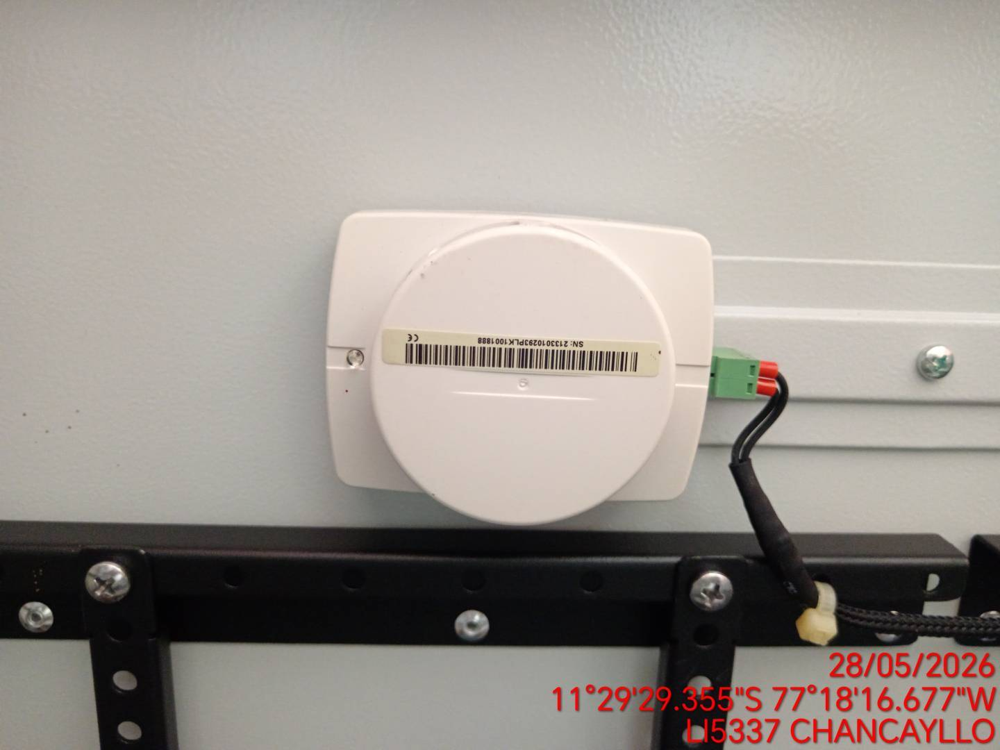 SN: 2133010293PLK1001888
CE
28/05/2026
11°29'29.355"S 77°18'16.677"W
LI5337 CHANCAYLLO